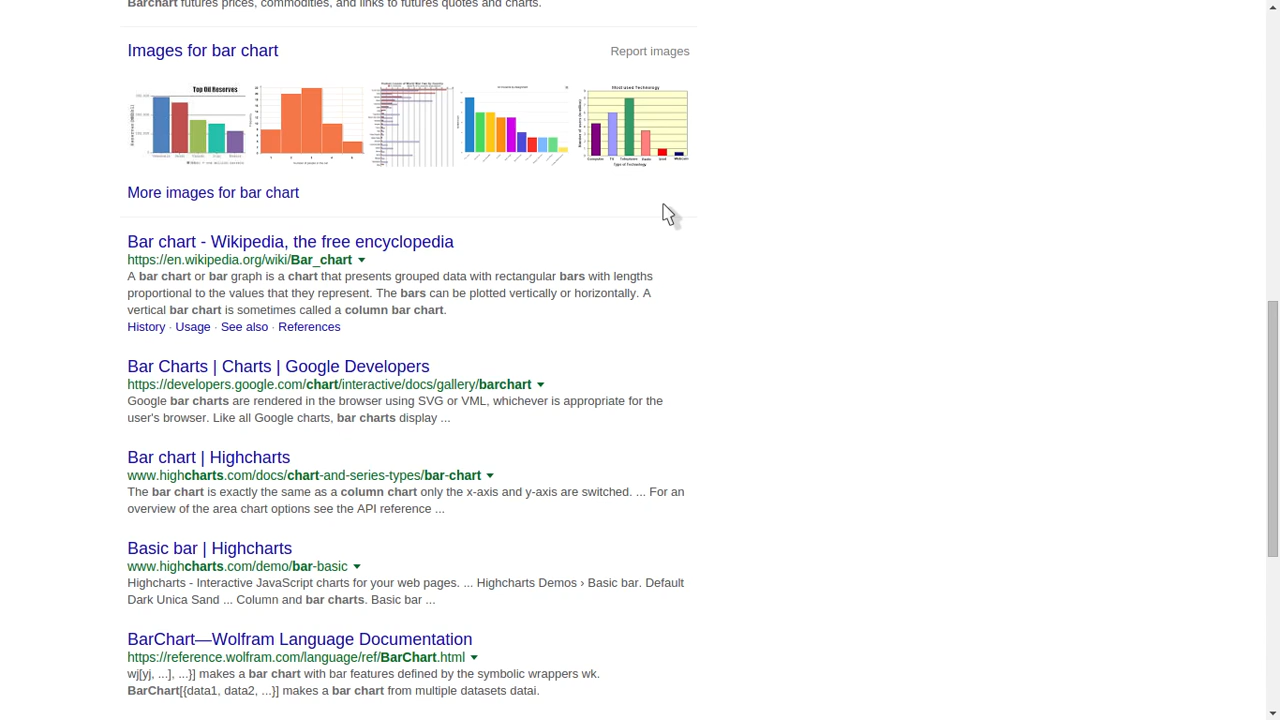 Barchart futures prices, commodities, and links to futures quotes and charts.
Images for bar chart
Report images
Top Oil Reserves
Most used Technology
More images for bar chart
Bar chart - Wikipedia, the free encyclopedia
https://en.wikipedia.org/wiki/Bar_chart
A bar chart or bar graph is a chart that presents grouped data with rectangular bars with lengths
proportional to the values that they represent. The bars can be plotted vertically or horizontally. A
vertical bar chart is sometimes called a column bar chart.
History · Usage · See also · References
Bar Charts | Charts | Google Developers
https://developers.google.com/chart/interactive/docs/gallery/barchart
Google bar charts are rendered in the browser using SVG or VML, whichever is appropriate for the
user's browser. Like all Google charts, bar charts display ...
Bar chart | Highcharts
www.highcharts.com/docs/chart-and-series-types/bar-chart
The bar chart is exactly the same as a column chart only the x-axis and y-axis are switched. ... For an
overview of the area chart options see the API reference ...
Basic bar | Highcharts
www.highcharts.com/demo/bar-basic
Highcharts - Interactive JavaScript charts for your web pages. ... Highcharts Demos › Basic bar. Default
Dark Unica Sand ... Column and bar charts. Basic bar ...
BarChart—Wolfram Language Documentation
https://reference.wolfram.com/language/ref/BarChart.html
wj[yj, ...], ...}] makes a bar chart with bar features defined by the symbolic wrappers wk.
BarChart[{data1, data2, ...}] makes a bar chart from multiple datasets datai.